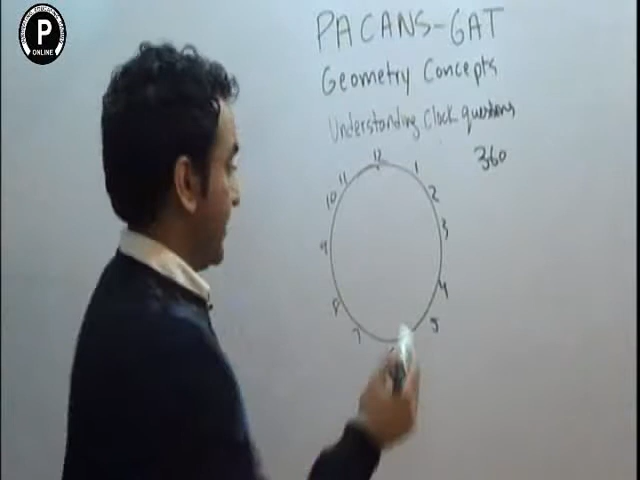 P
ONLINE
PACANS-GAT
Geometry Concepts
Understanding Clock questions
360
12
1
2
3
4
5
7
8
9
10
11